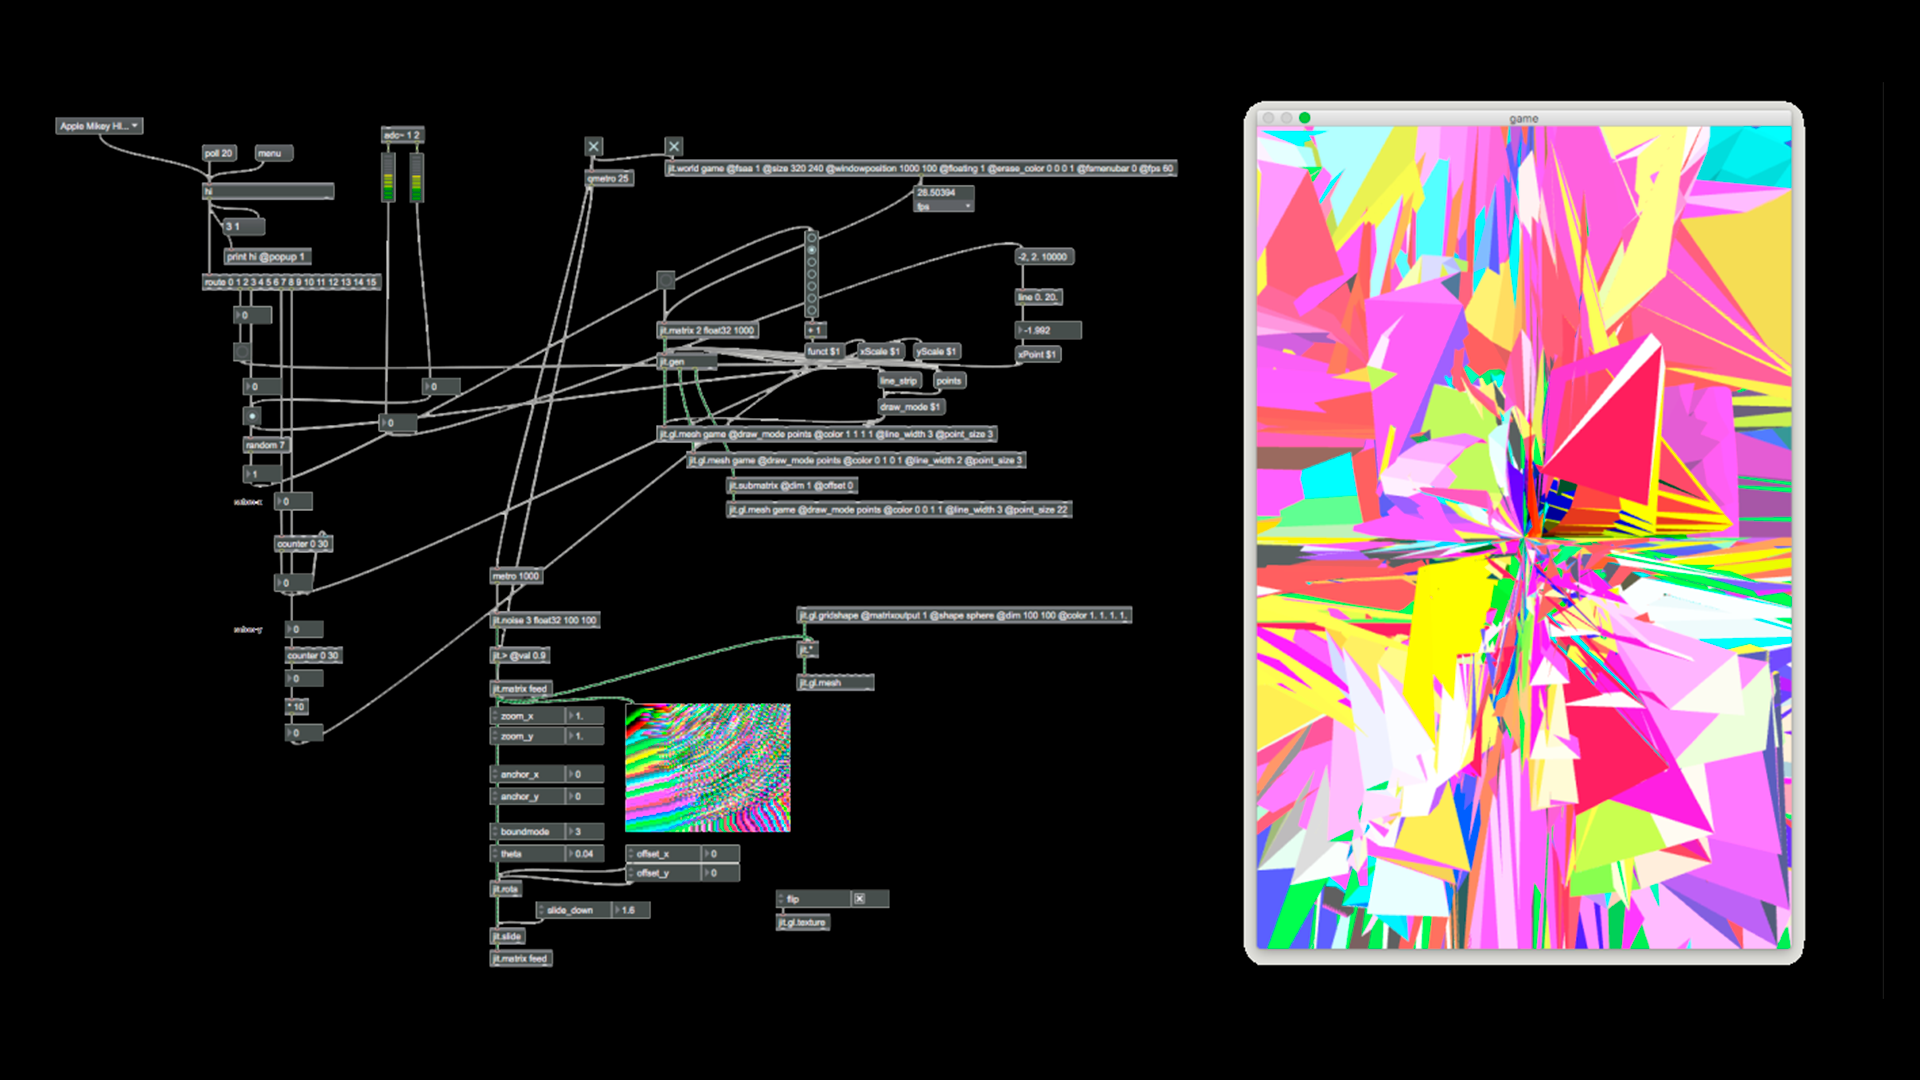 Apple Mikey HI...
poll 20
menu
hi
3 1
print hi @popup 1
route 0 1 2 3 4 5 6 7 8 9 10 11 12 13 14 15
0
0
random 7
1
0
counter 0 30
0
0
counter 0 30
0
* 10
0
adc~ 1 2
0
0
qmetro 25
jit.world game @fsaa 1 @size 320 240 @windowposition 1000 100 @floating 1 @erase_color 0 0 0 1 @fsmenubar 0 @fps 60
28.50394
fps
-2, 2. 10000
line 0. 20.
-1.992
xPoint $1
jit.matrix 2 float32 1000
+ 1
jit.gen
funct $1
xScale $1
yScale $1
line_strip
points
draw_mode $1
jit.gl.mesh game @draw_mode points @color 1 1 1 1 @line_width 3 @point_size 3
jit.gl.mesh game @draw_mode points @color 0 1 0 1 @line_width 2 @point_size 3
jit.submatrix @dim 1 @offset 0
jit.gl.mesh game @draw_mode points @color 0 0 1 1 @line_width 3 @point_size 22
metro 1000
jit.noise 3 float32 100 100
jit.> @val 0.9
jit.matrix feed
zoom_x 1.
zoom_y 1.
anchor_x 0
anchor_y 0
boundmode 3
theta 0.04
offset_x 0
offset_y 0
jit.rota
slide_down 1.6
jit.slide
jit.matrix feed
jit.gl.gridshape @matrixoutput 1 @shape sphere @dim 100 100 @color 1. 1. 1. 1.
jit.*
jit.gl.mesh
flip
jit.gl.texture
game